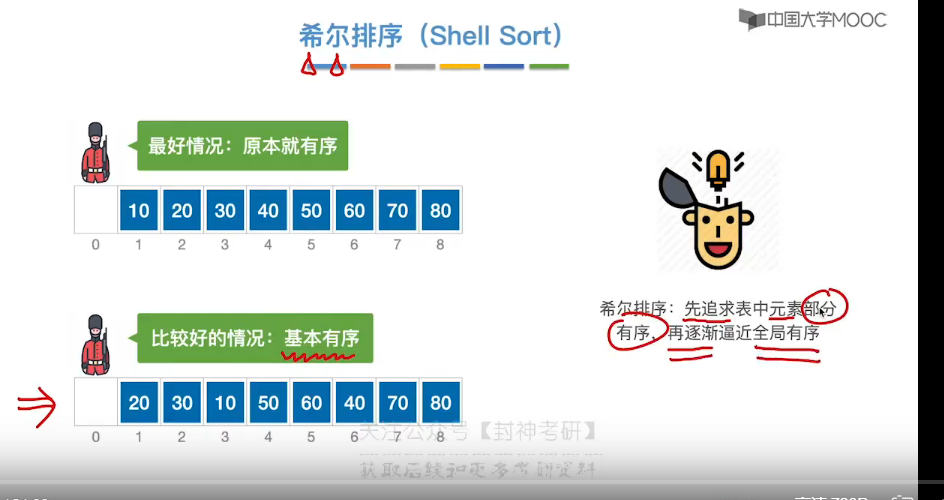 中国大学MOOC
希尔排序（Shell Sort）
最好情况：原本就有序
10 20 30 40 50 60 70 80
0 1 2 3 4 5 6 7 8
希尔排序：先追求表中元素部分
有序，再逐渐逼近全局有序
比较好的情况：基本有序
20 30 10 50 60 40 70 80
0 1 2 3 4 5 6 7 8
关注公众号【封神考研】
获取后续和更多考研资料